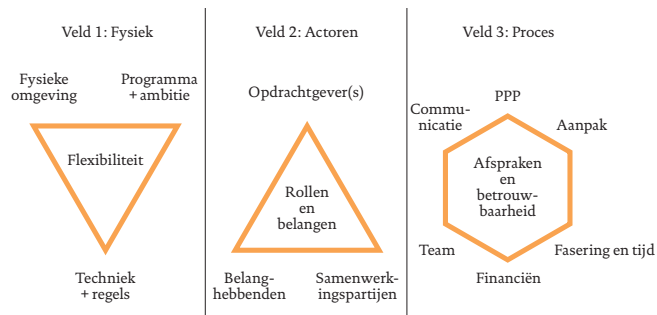 Veld 1: Fysiek
Fysieke
omgeving
Programma
+ ambitie
Flexibiliteit
Techniek
+ regels
Veld 2: Actoren
Opdrachtgever(s)
Rollen
en
belangen
Belang-
hebbenden
Samenwerk-
ingspartijen
Veld 3: Proces
PPP
Commu-
nicatie
Aanpak
Afspraken
en
betrouw-
baarheid
Team
Fasering en tijd
Financiën